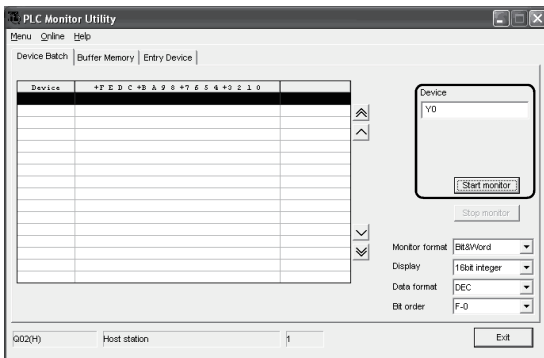 PLC Monitor Utility
Menu Online Help
Device Batch Buffer Memory Entry Device
Device +F E D C +B A 9 8 +7 6 5 4 +3 2 1 0
Device
Y0
Start monitor
Stop monitor
Monitor format Bit&Word
Display 16bit integer
Data format DEC
Bit order F-0
Q02(H) Host station 1 Exit